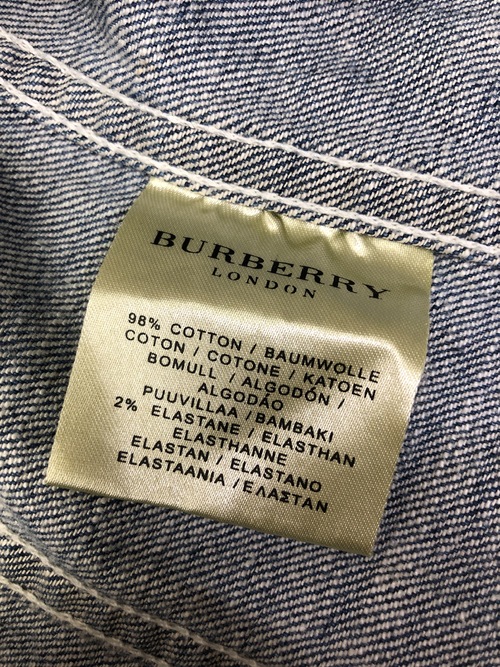 BURBERRY
LONDON
98% COTTON / BAUMWOLLE
COTON / COTONE / KATOEN
BOMULL / ALGODÓN /
ALGODÃO
PUUVILLAA / BAMBAKI
2% ELASTANE / ELASTHAN
ELASTHANNE
ELASTAN / ELASTANO
ELASTAANIA / ΕΛΑΣΤΑΝ